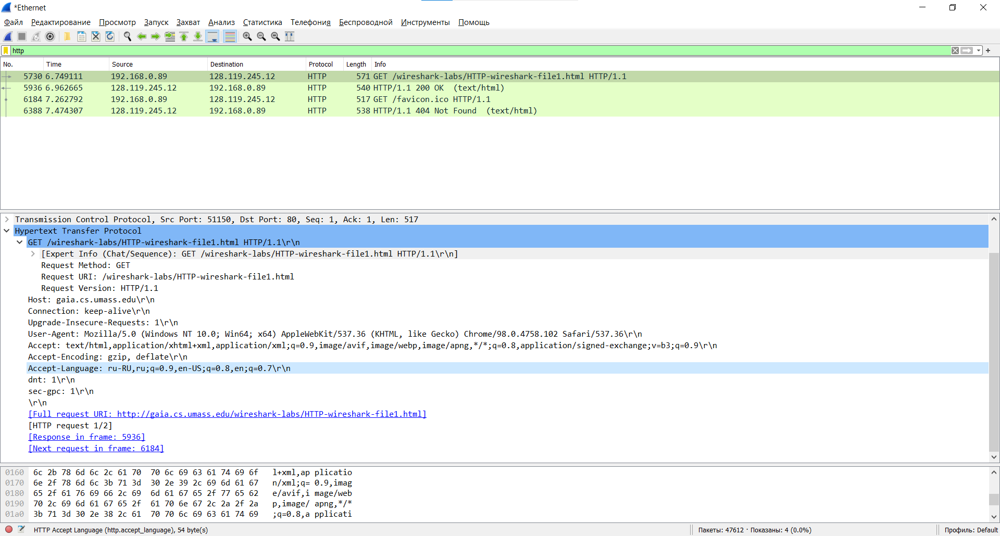 *Ethernet
Файл Редактирование Просмотр Запуск Захват Анализ Статистика Телефония Беспроводной Инструменты Помощь
http
No. Time Source Destination Protocol Length Info
5730 6.749111 192.168.0.89 128.119.245.12 HTTP 571 GET /wireshark-labs/HTTP-wireshark-file1.html HTTP/1.1
5936 6.962665 128.119.245.12 192.168.0.89 HTTP 540 HTTP/1.1 200 OK (text/html)
6184 7.262792 192.168.0.89 128.119.245.12 HTTP 517 GET /favicon.ico HTTP/1.1
6388 7.474307 128.119.245.12 192.168.0.89 HTTP 538 HTTP/1.1 404 Not Found (text/html)
Transmission Control Protocol, Src Port: 51150, Dst Port: 80, Seq: 1, Ack: 1, Len: 517
Hypertext Transfer Protocol
GET /wireshark-labs/HTTP-wireshark-file1.html HTTP/1.1\r\n
[Expert Info (Chat/Sequence): GET /wireshark-labs/HTTP-wireshark-file1.html HTTP/1.1\r\n]
Request Method: GET
Request URI: /wireshark-labs/HTTP-wireshark-file1.html
Request Version: HTTP/1.1
Host: gaia.cs.umass.edu\r\n
Connection: keep-alive\r\n
Upgrade-Insecure-Requests: 1\r\n
User-Agent: Mozilla/5.0 (Windows NT 10.0; Win64; x64) AppleWebKit/537.36 (KHTML, like Gecko) Chrome/98.0.4758.102 Safari/537.36\r\n
Accept: text/html,application/xhtml+xml,application/xml;q=0.9,image/avif,image/webp,image/apng,*/*;q=0.8,application/signed-exchange;v=b3;q=0.9\r\n
Accept-Encoding: gzip, deflate\r\n
Accept-Language: ru-RU,ru;q=0.9,en-US;q=0.8,en;q=0.7\r\n
dnt: 1\r\n
sec-gpc: 1\r\n
\r\n
[Full request URI: http://gaia.cs.umass.edu/wireshark-labs/HTTP-wireshark-file1.html]
[HTTP request 1/2]
[Response in frame: 5936]
[Next request in frame: 6184]
0160 6c 2b 78 6d 6c 2c 61 70 70 6c 69 63 61 74 69 6f l+xml,ap plicatio
0170 6e 2f 78 6d 6c 3b 71 3d 30 2e 39 2c 69 6d 61 67 n/xml;q= 0.9,imag
0180 65 2f 61 76 69 66 2c 69 6d 61 67 65 2f 77 65 62 e/avif,i mage/web
0190 70 2c 69 6d 61 67 65 2f 61 70 6e 67 2c 2a 2f 2a p,image/ apng,*/*
01a0 3b 71 3d 30 2e 38 2c 61 70 70 6c 69 63 61 74 69 ;q=0.8,a pplicati
HTTP Accept Language (http.accept_language), 54 byte(s) Пакеты: 47612 · Показаны: 4 (0.0%) Профиль: Default